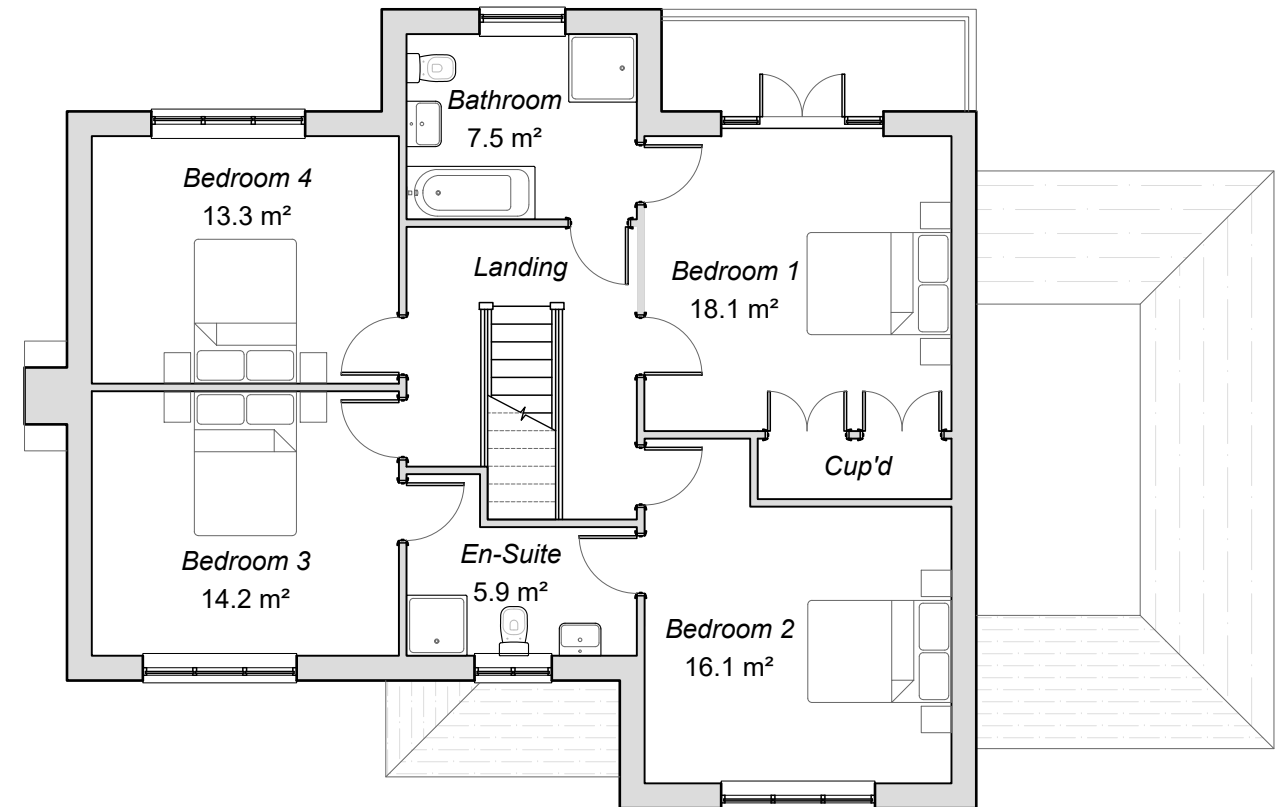 Bathroom
7.5 m²
Bedroom 4
13.3 m²
Landing
Bedroom 1
18.1 m²
Cup'd
Bedroom 3
14.2 m²
En-Suite
5.9 m²
Bedroom 2
16.1 m²